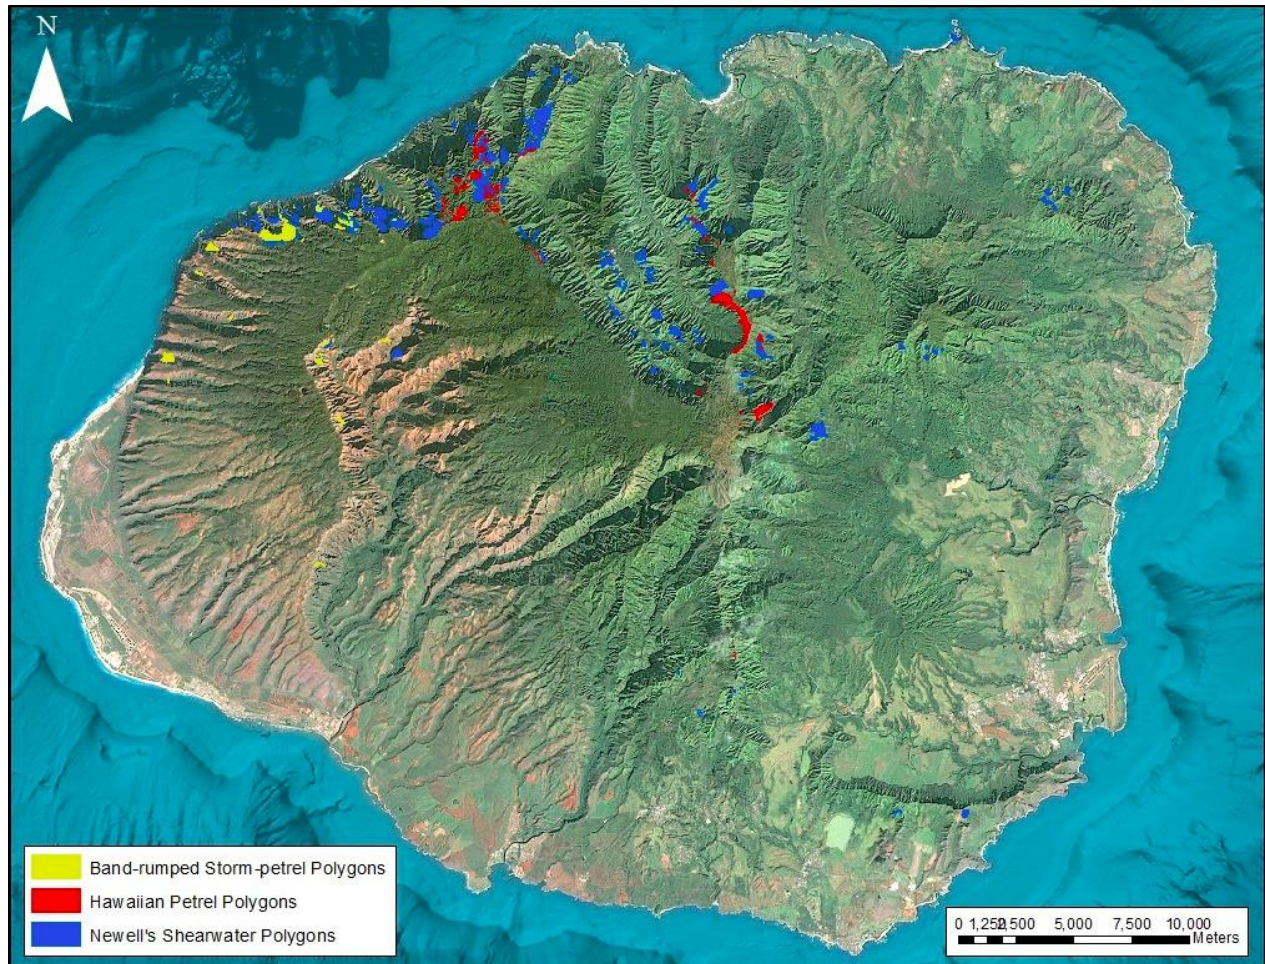 N
Band-rumped Storm-petrel Polygons
Hawaiian Petrel Polygons
Newell's Shearwater Polygons
0 1,250 2,500 5,000 7,500 10,000
Meters